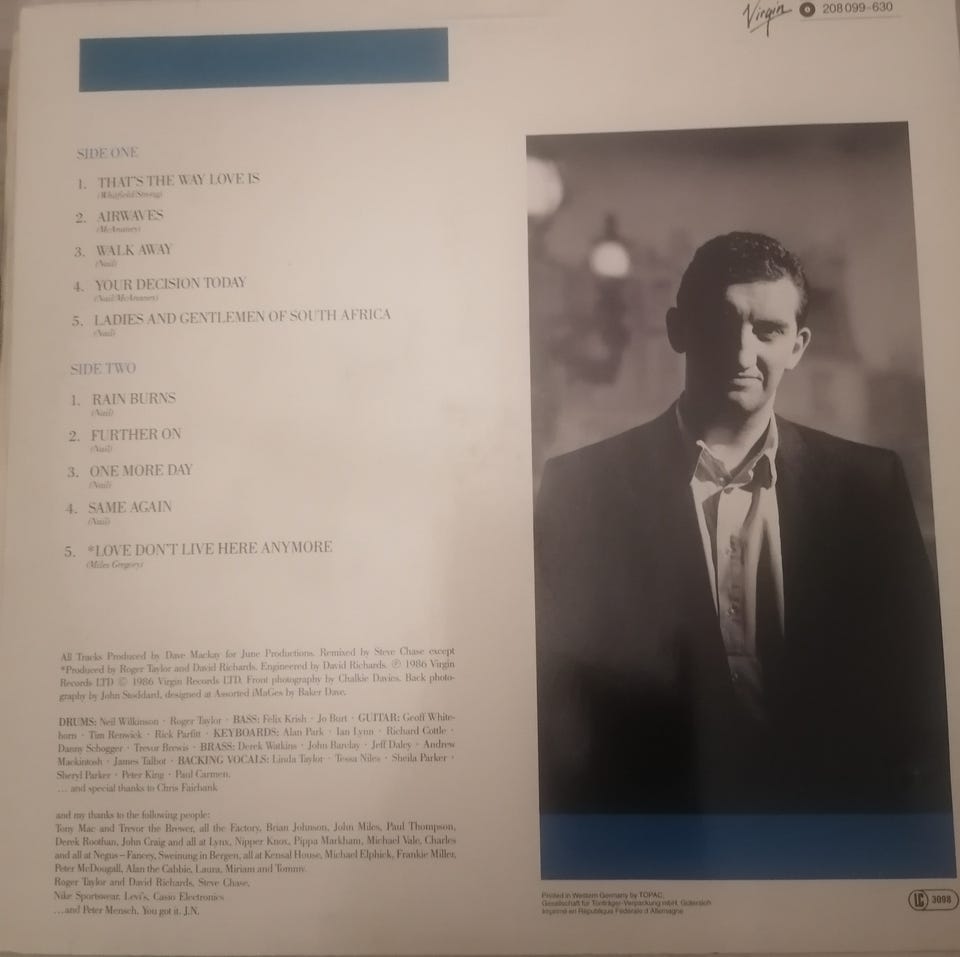 Virgin 208 099-630
SIDE ONE
1. THAT'S THE WAY LOVE IS
(Whitfield/Strong)
2. AIRWAVES
(McAnaney)
3. WALK AWAY
(Nail)
4. YOUR DECISION TODAY
(Nail/McAnaney)
5. LADIES AND GENTLEMEN OF SOUTH AFRICA
(Nail)
SIDE TWO
1. RAIN BURNS
(Nail)
2. FURTHER ON
(Nail)
3. ONE MORE DAY
(Nail)
4. SAME AGAIN
(Nail)
5. *LOVE DON'T LIVE HERE ANYMORE
(Miles Gregory)
All Tracks Produced by Dave Mackay for June Productions. Remixed by Steve Chase except
*Produced by Roger Taylor and David Richards. Engineered by David Richards. Ⓟ 1986 Virgin
Records LTD © 1986 Virgin Records LTD. Front photography by Chalkie Davies. Back photo-
graphy by John Stoddard, designed at Assorted iMaGes by Baker Dave.
DRUMS: Neil Wilkinson · Roger Taylor · BASS: Felix Krish · Jo Burt · GUITAR: Geoff White-
horn · Tim Renwick · Rick Parfitt · KEYBOARDS: Alan Park · Ian Lynn · Richard Cottle ·
Danny Schogger · Trevor Brewis · BRASS: Derek Watkins · John Barclay · Jeff Daley · Andrew
Mackintosh · James Talbot · BACKING VOCALS: Linda Taylor · Tessa Niles · Sheila Parker ·
Sheryl Parker · Peter King · Paul Carmen.
... and special thanks to Chris Fairbank
and my thanks to the following people:
Tony Mac and Trevor the Brewer, all the Factory, Brian Johnson, John Miles, Paul Thompson,
Derek Roothan, John Craig and all at Lynx, Nipper Knox, Pippa Markham, Michael Vale, Charles
and all at Negus-Fancey, Sweinung in Bergen, all at Kensal House, Michael Elphick, Frankie Miller,
Peter McDougall, Alan the Cabbie, Laura, Miriam and Tommy.
Roger Taylor and David Richards, Steve Chase.
Nike Sportswear, Levi's, Casio Electronics
...and Peter Mensch. You got it. J.N.
Printed in Western Germany by TOPAC,
Gesellschaft für Tonträger-Verpackung mbH, Gütersloh
Imprimé en République Fédérale d'Allemagne
LC 3098